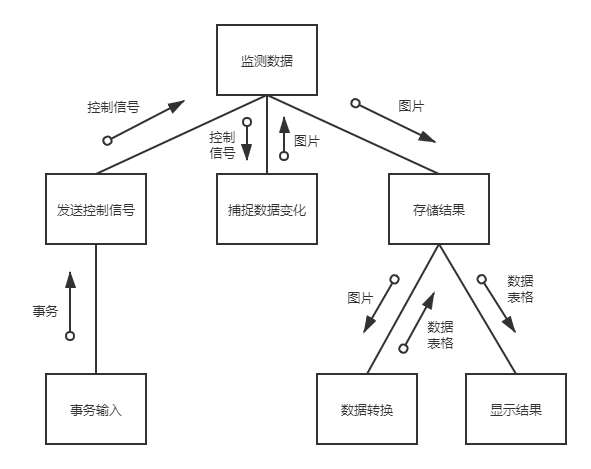 监测数据
控制信号
控制
信号
图片
图片
发送控制信号
捕捉数据变化
存储结果
事务
图片
数据
表格
数据
表格
事务输入
数据转换
显示结果